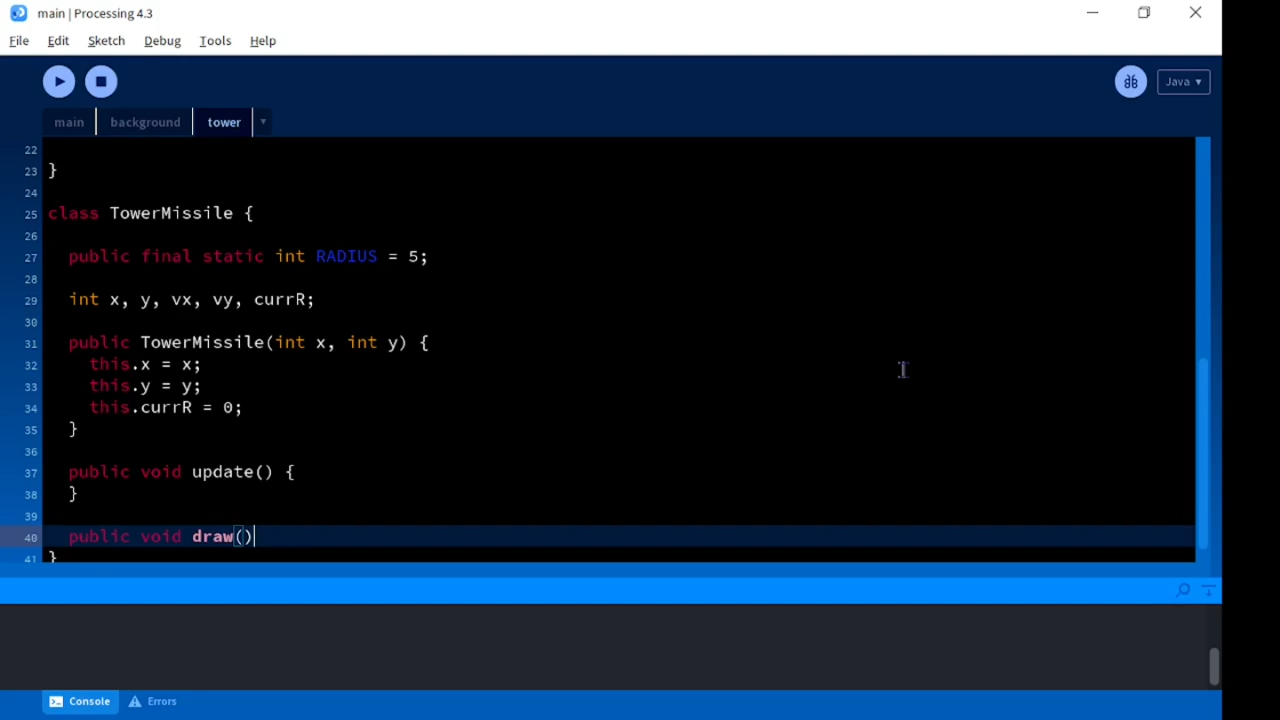 main | Processing 4.3
File Edit Sketch Debug Tools Help
Java ▾
main background tower ▾
22
23 }
24
25 class TowerMissile {
26
27   public final static int RADIUS = 5;
28
29   int x, y, vx, vy, currR;
30
31   public TowerMissile(int x, int y) {
32     this.x = x;
33     this.y = y;
34     this.currR = 0;
35   }
36
37   public void update() {
38   }
39
40   public void draw()
41 }
Console Errors